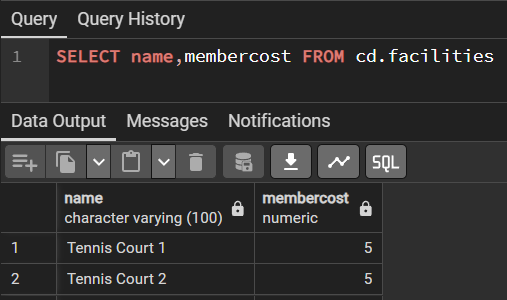 Query Query History
1 SELECT name,membercost FROM cd.facilities
Data Output Messages Notifications
SQL
name membercost
character varying (100) numeric
1 Tennis Court 1 5
2 Tennis Court 2 5